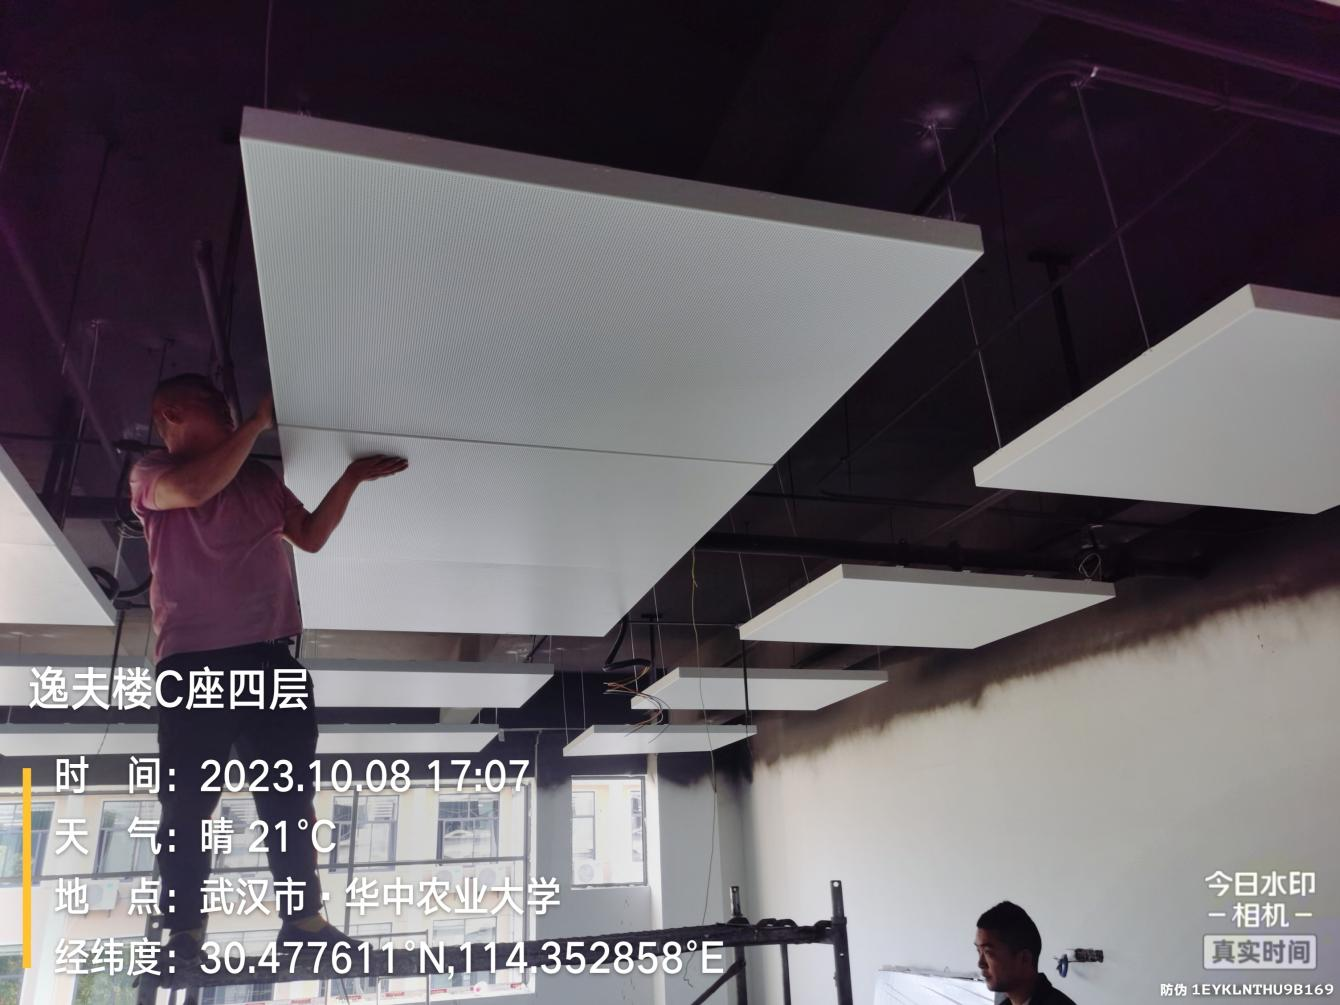 逸夫楼C座四层
时 间：2023.10.08 17:07
天 气：晴 21°C
地 点：武汉市·华中农业大学
经纬度：30.477611°N,114.352858°E
今日水印
－相机－
真实时间
防伪 1EYKLNTHU9B169